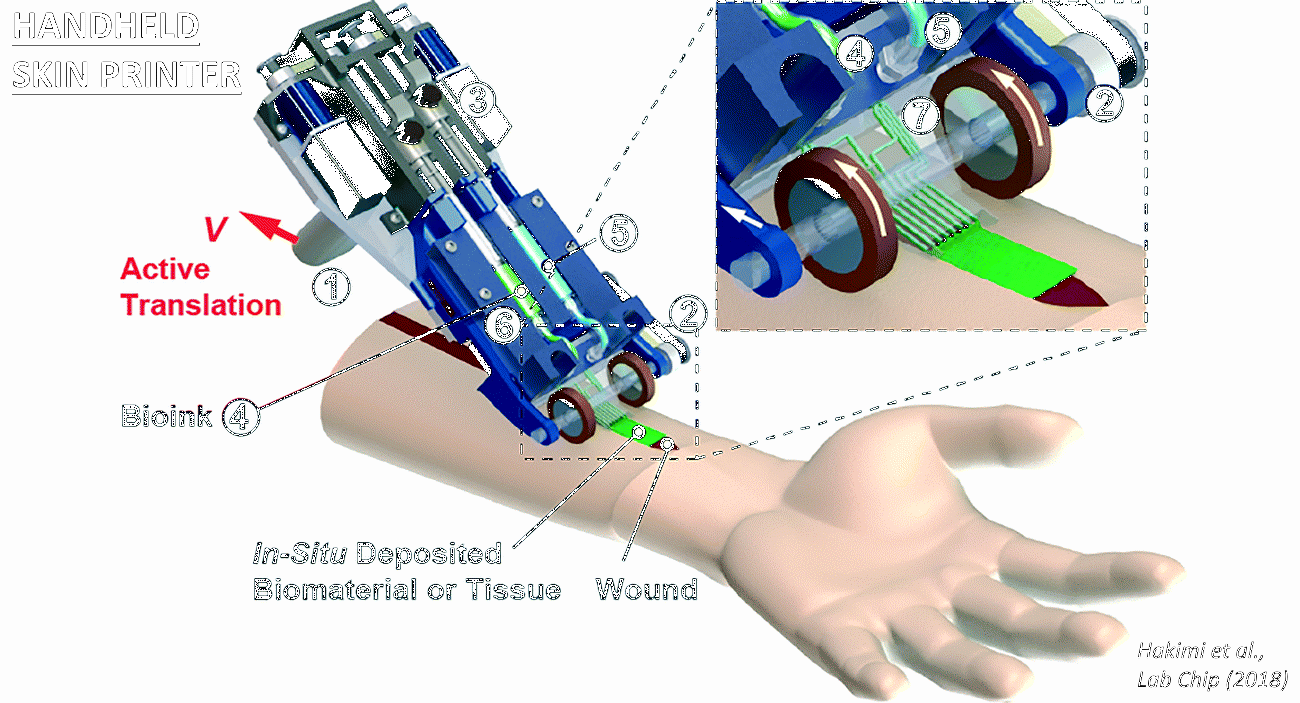 HANDHELD
SKIN PRINTER
3
5
V
Active
Translation
1
6
2
Bioink 4
In-Situ Deposited
Biomaterial or Tissue
Wound
4
5
7
2
Hakimi et al.,
Lab Chip (2018)